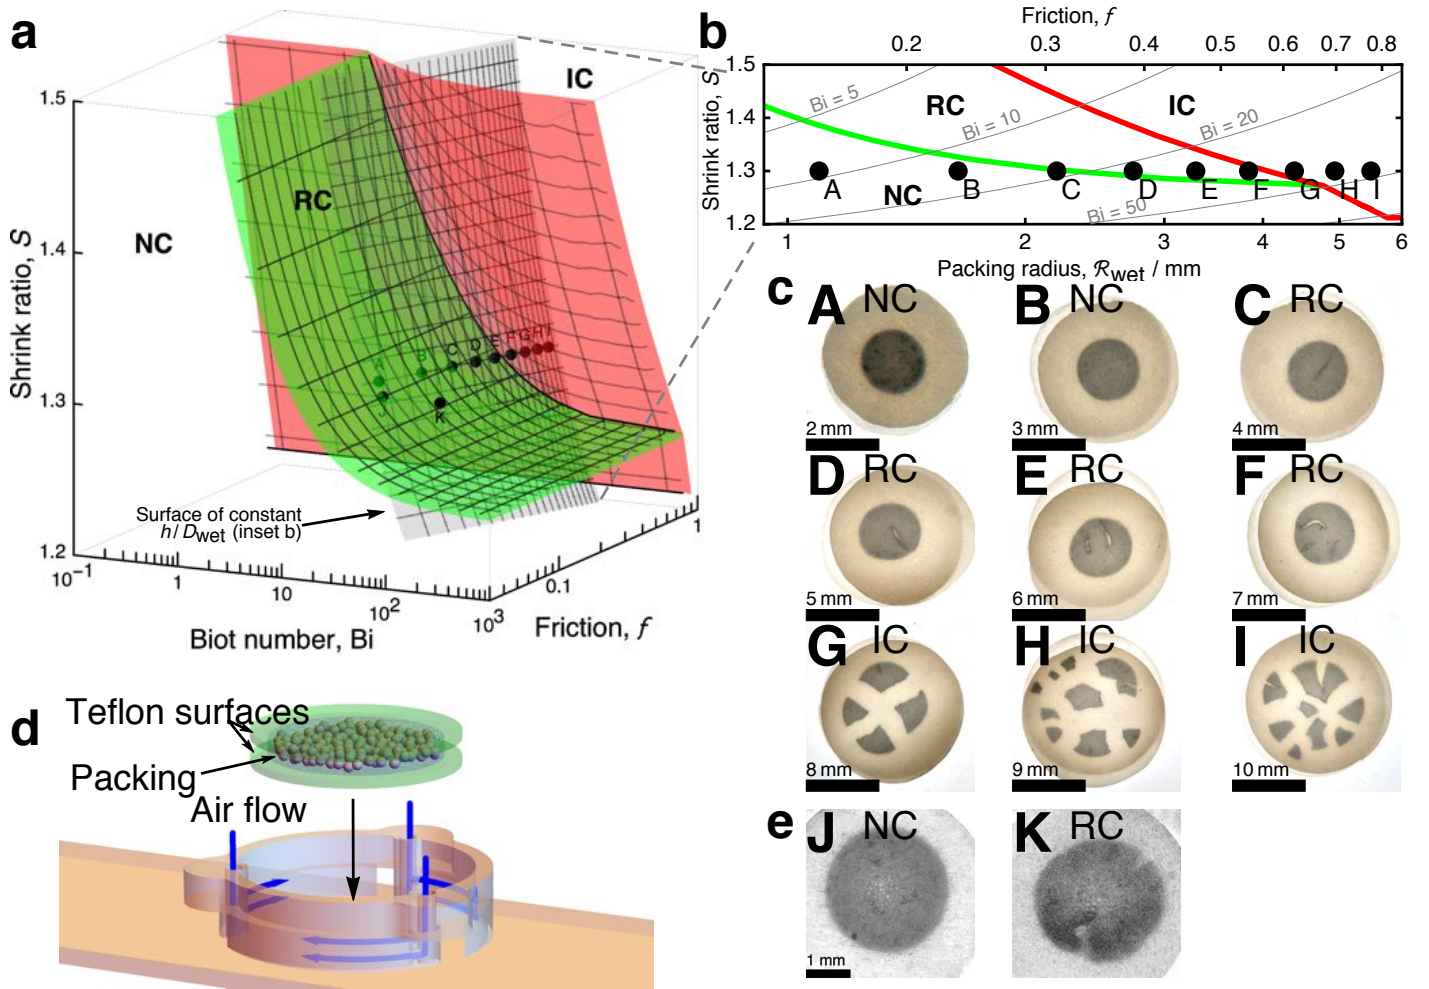 a
1.5
1.4
1.3
1.2
Shrink ratio, S
NC
RC
IC
A
B
C
D
E
F
G
H
I
J
K
Surface of constant
h / Dwet (inset b)
10⁻¹
1
10
10²
10³
Biot number, Bi
0.1
1
Friction, f
b
Friction, f
0.2
0.3
0.4
0.5
0.6
0.7
0.8
1.5
1.4
1.3
1.2
Shrink ratio, S
Bi = 5
Bi = 10
Bi = 20
Bi = 50
RC
IC
NC
A
B
C
D
E
F
G
H
I
1
2
3
4
5
6
Packing radius, ℛwet / mm
c
A NC
2 mm
B NC
3 mm
C RC
4 mm
D RC
5 mm
E RC
6 mm
F RC
7 mm
G IC
8 mm
H IC
9 mm
I IC
10 mm
d
Teflon surfaces
Packing
Air flow
e
J NC
1 mm
K RC